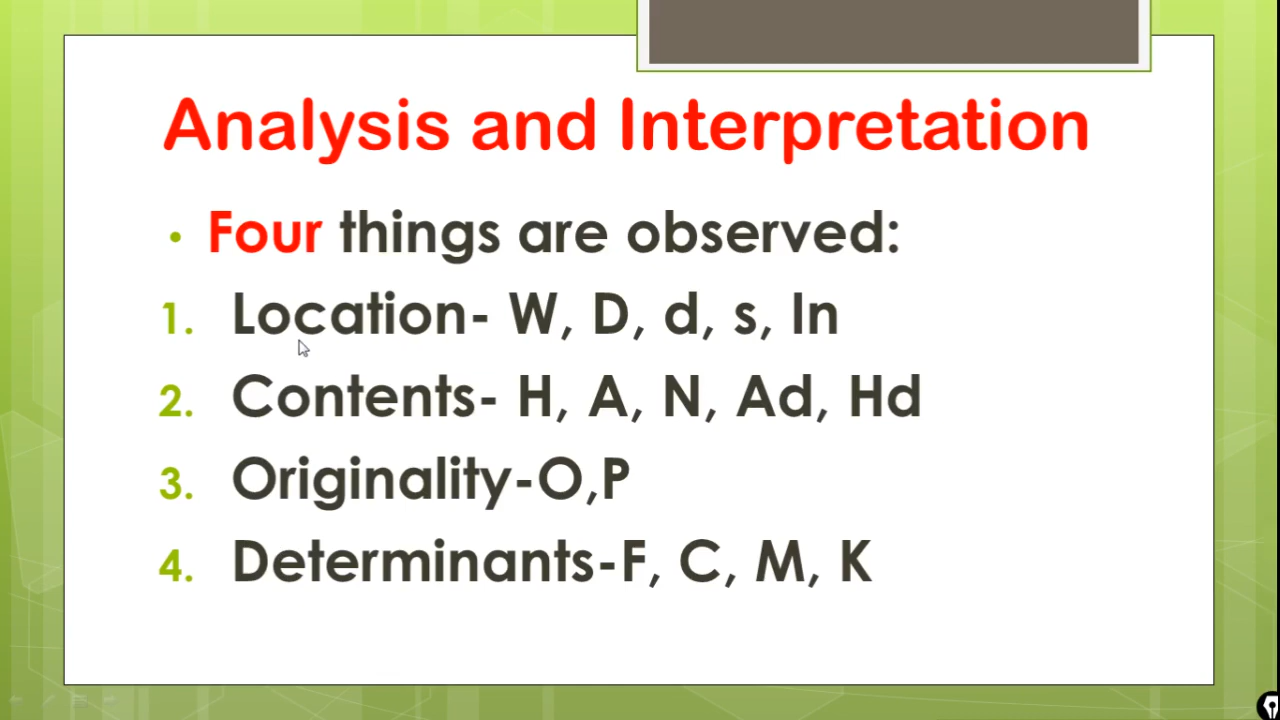 Analysis and Interpretation
• Four things are observed:
1. Location- W, D, d, s, In
2. Contents- H, A, N, Ad, Hd
3. Originality-O,P
4. Determinants-F, C, M, K